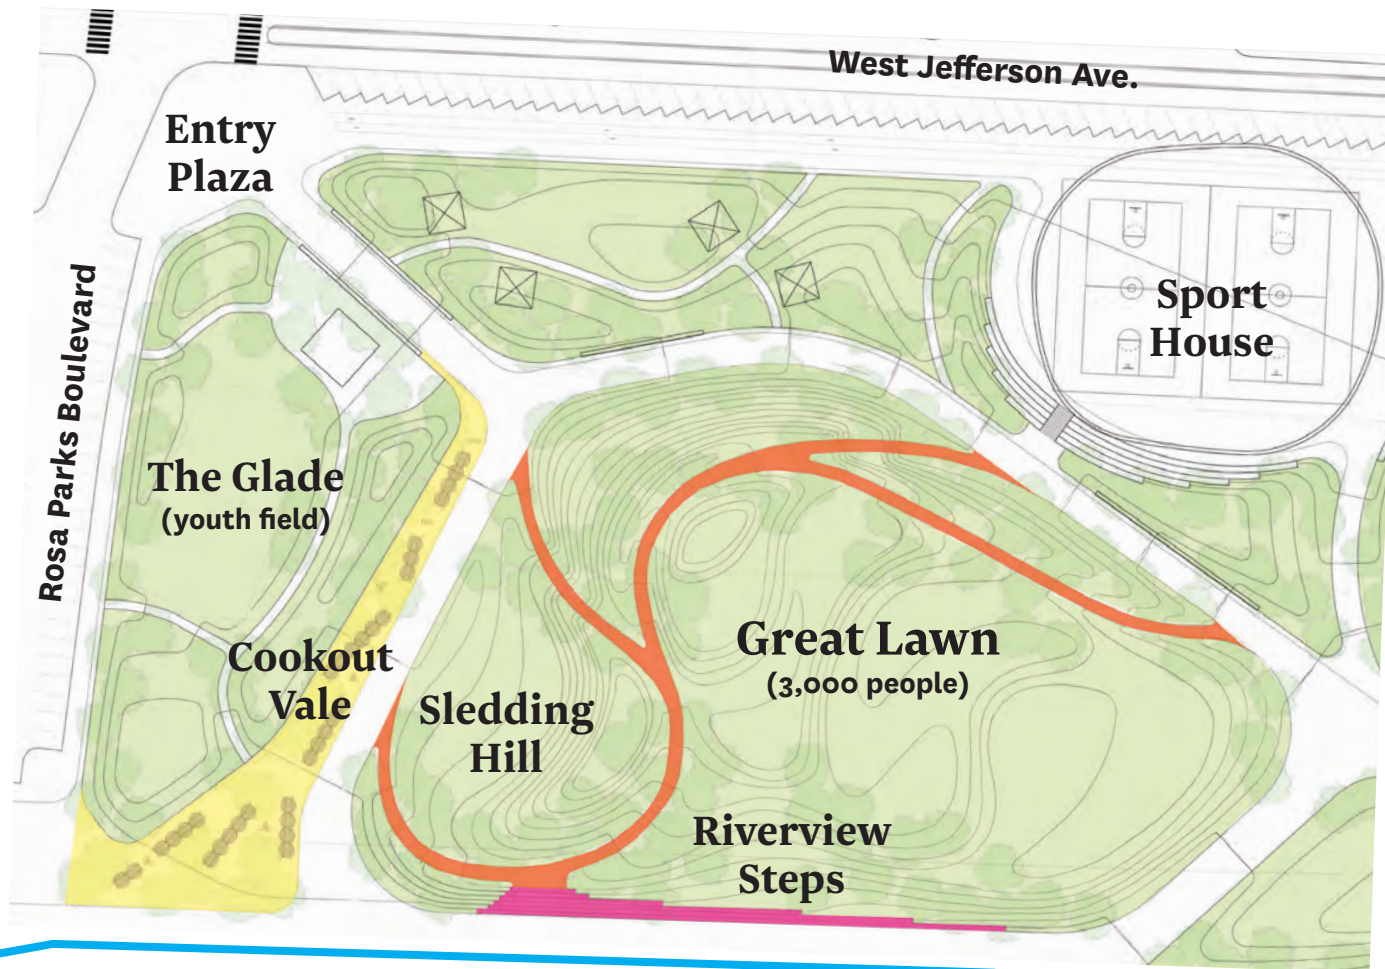 West Jefferson Ave.
Entry
Plaza
Rosa Parks Boulevard
Sport
House
The Glade
(youth field)
Great Lawn
(3,000 people)
Cookout
Vale
Sledding
Hill
Riverview
Steps